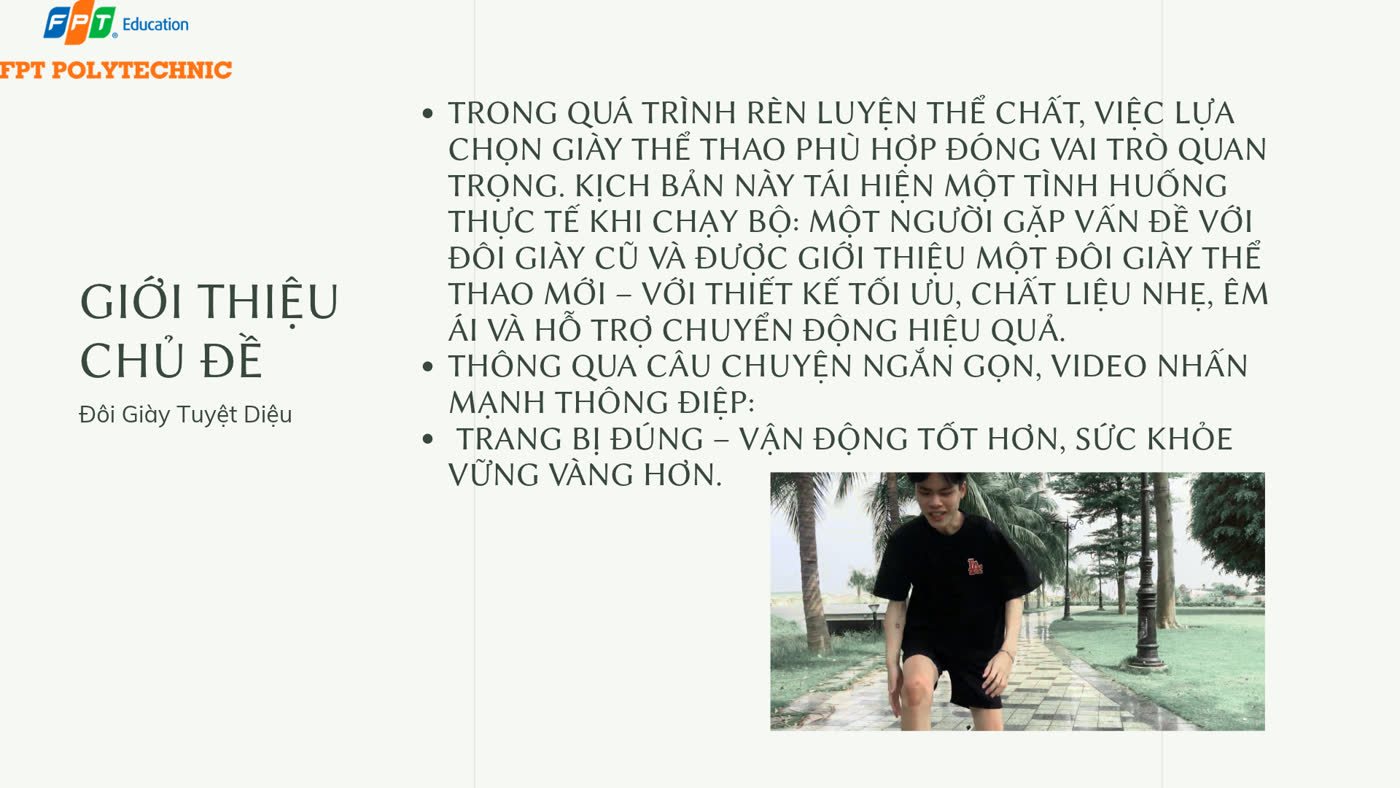 FPT Education
FPT POLYTECHNIC
GIỚI THIỆU
CHỦ ĐỀ
Đôi Giày Tuyệt Diệu
• TRONG QUÁ TRÌNH RÈN LUYỆN THỂ CHẤT, VIỆC LỰA
CHỌN GIÀY THỂ THAO PHÙ HỢP ĐÓNG VAI TRÒ QUAN
TRỌNG. KỊCH BẢN NÀY TÁI HIỆN MỘT TÌNH HUỐNG
THỰC TẾ KHI CHẠY BỘ: MỘT NGƯỜI GẶP VẤN ĐỀ VỚI
ĐÔI GIÀY CŨ VÀ ĐƯỢC GIỚI THIỆU MỘT ĐÔI GIÀY THỂ
THAO MỚI – VỚI THIẾT KẾ TỐI ƯU, CHẤT LIỆU NHẸ, ÊM
ÁI VÀ HỖ TRỢ CHUYỂN ĐỘNG HIỆU QUẢ.
• THÔNG QUA CÂU CHUYỆN NGẮN GỌN, VIDEO NHẤN
MẠNH THÔNG ĐIỆP:
• TRANG BỊ ĐÚNG – VẬN ĐỘNG TỐT HƠN, SỨC KHỎE
VỮNG VÀNG HƠN.